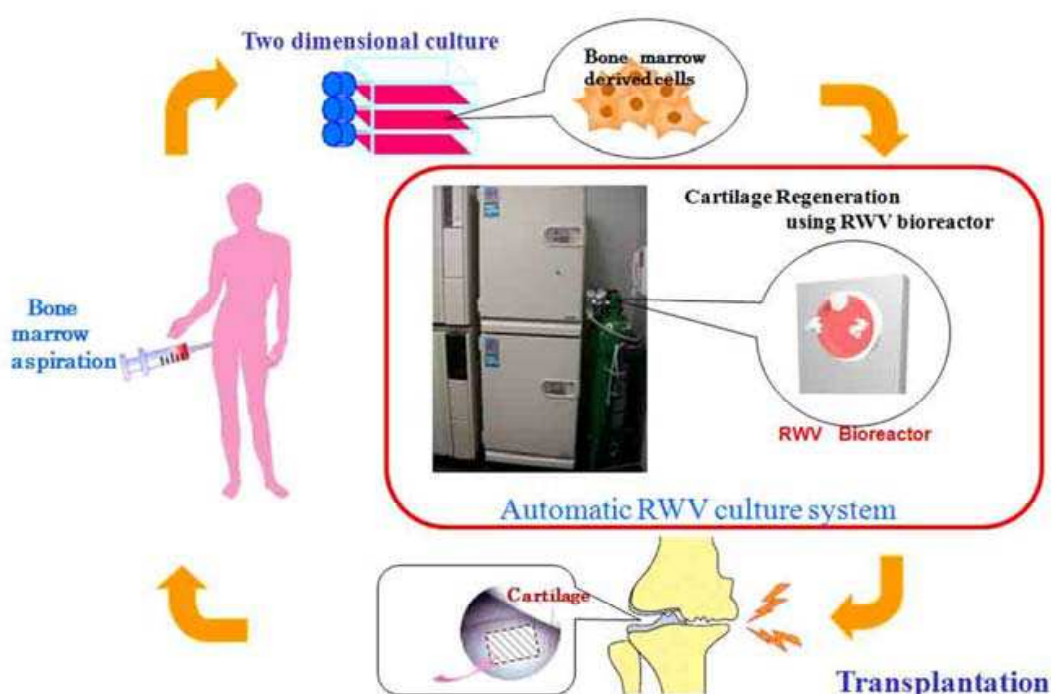 Two dimensional culture
Bone marrow
derived cells
Cartilage Regeneration
using RWV bioreactor
Bone
marrow
aspiration
RWV Bioreactor
Automatic RWV culture system
Cartilage
Transplantation